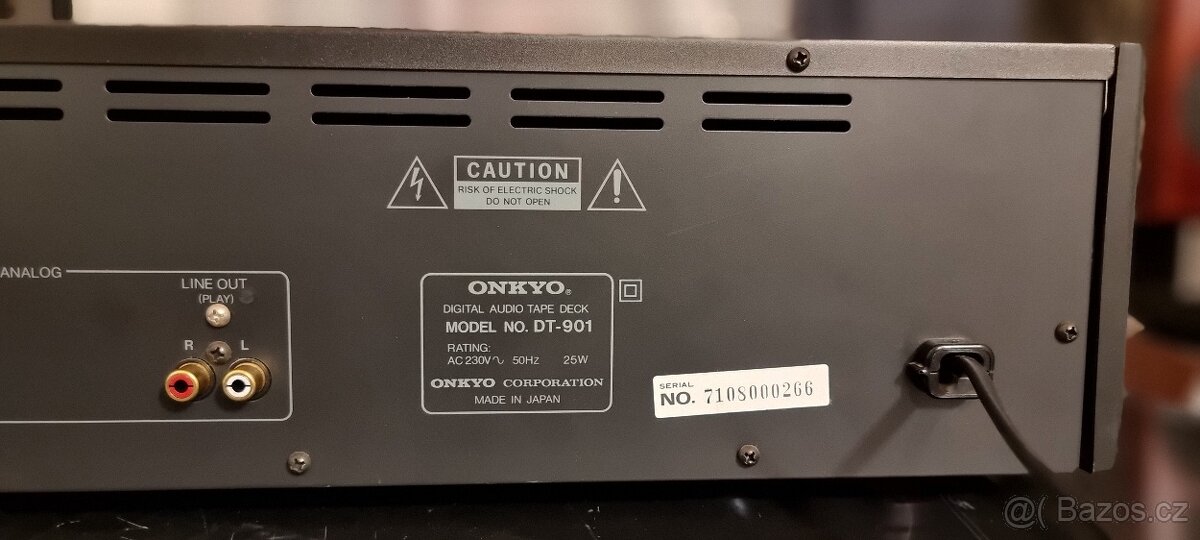 CAUTION
RISK OF ELECTRIC SHOCK
DO NOT OPEN
ANALOG
LINE OUT
(PLAY)
R L
ONKYO®
DIGITAL AUDIO TAPE DECK
MODEL NO. DT-901
RATING:
AC 230V~ 50Hz 25W
ONKYO CORPORATION
MADE IN JAPAN
SERIAL
NO. 7108000266
@( Bazos.cz